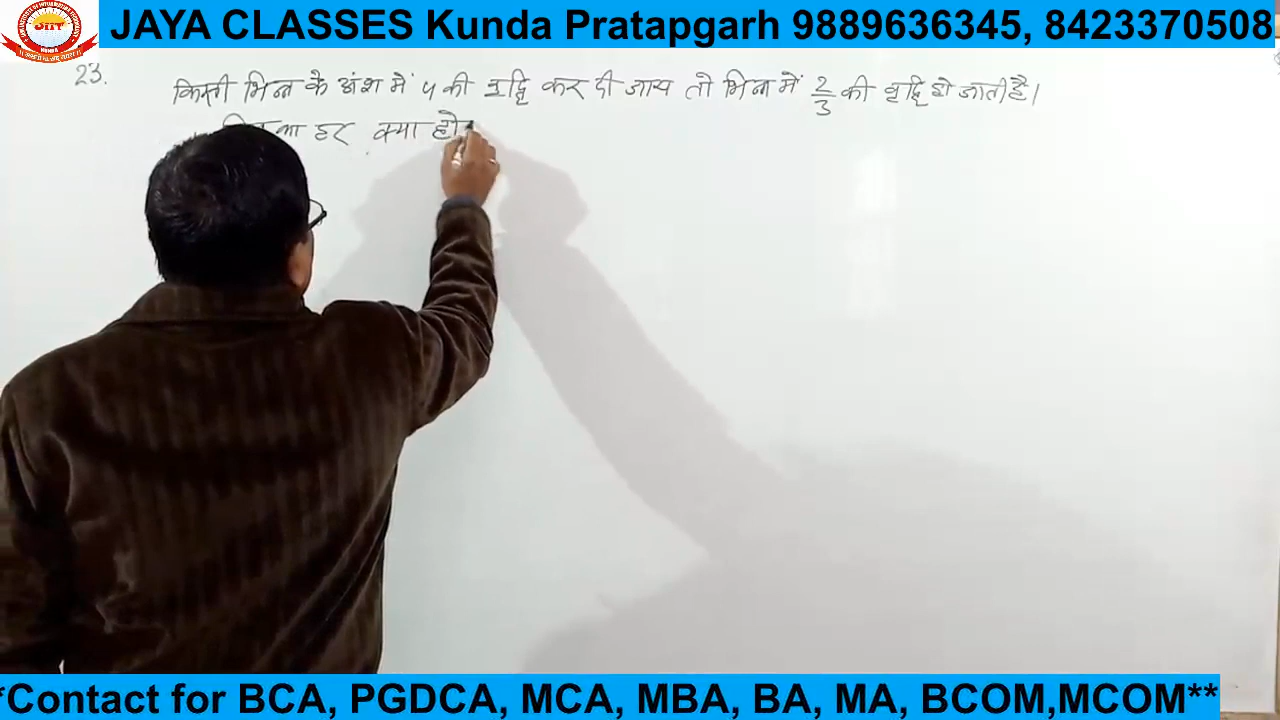 JAYA CLASSES Kunda Pratapgarh 9889636345, 8423370508
23.
किसी भिन्न के अंश में 4 की वृद्धि कर दी जाय तो भिन्न में 2/3 की वृद्धि हो जाती है।
का हर क्या हो
*Contact for BCA, PGDCA, MCA, MBA, BA, MA, BCOM,MCOM**